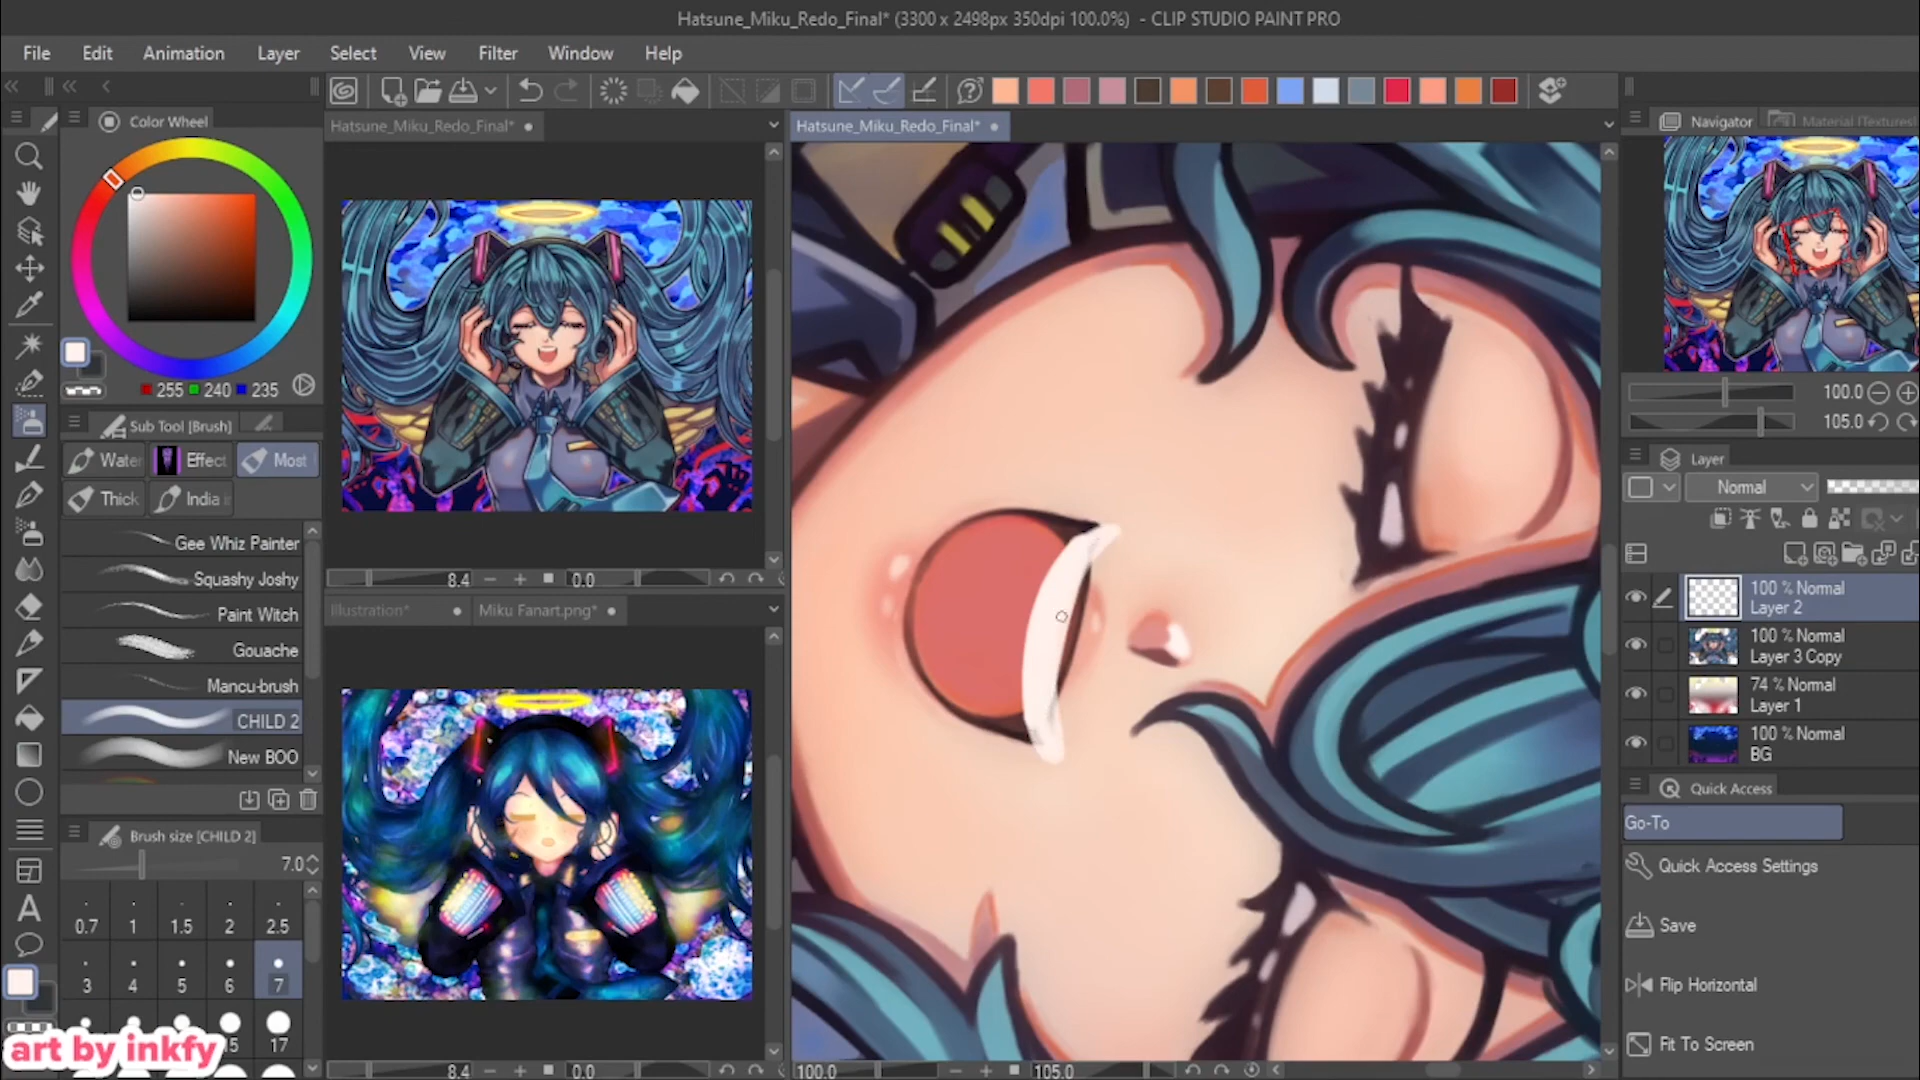 Hatsune_Miku_Redo_Final* (3300 x 2498px 350dpi 100.0%) - CLIP STUDIO PAINT PRO
File Edit Animation Layer Select View Filter Window Help
Color Wheel
Hatsune_Miku_Redo_Final*
Hatsune_Miku_Redo_Final*
Navigator
Material [Textures]
255 240 235
Sub Tool [Brush]
Water
Effect
Most
Thick
India
Gee Whiz Painter
Squashy Joshy
Paint Witch
Gouache
Mancu-brush
CHILD 2
New BOO
Brush size [CHILD 2]
7.0
0.7 1 1.5 2 2.5
3 4 5 6 7
15 17
8.4 0.0
Illustration*
Miku Fanart.png*
8.4 0.0
100.0 105.0
100.0
105.0
Layer
Normal
100 % Normal
Layer 2
100 % Normal
Layer 3 Copy
74 % Normal
Layer 1
100 % Normal
BG
Quick Access
Go-To
Quick Access Settings
Save
Flip Horizontal
Fit To Screen
art by inkfy